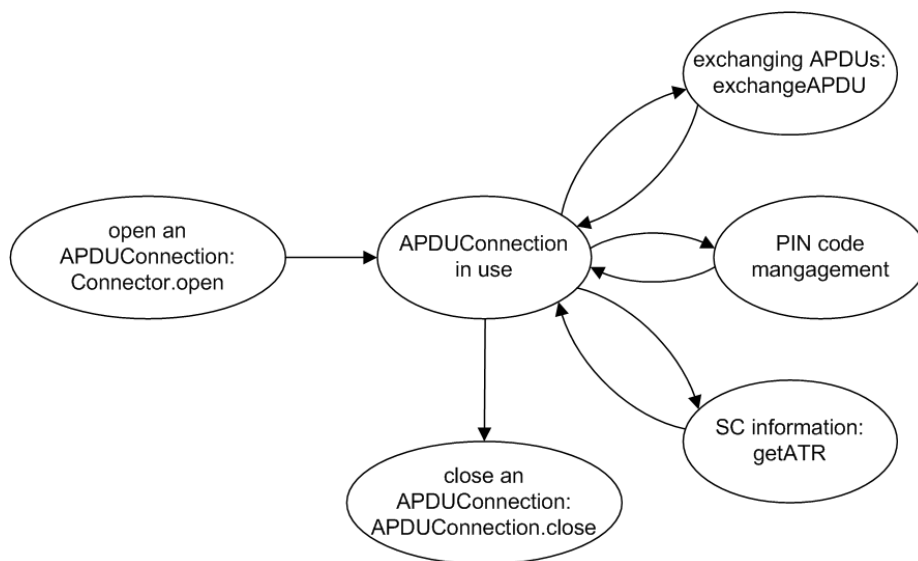 exchanging APDUs:
exchangeAPDU
open an
APDUConnection:
Connector.open
APDUConnection
in use
PIN code
mangagement
SC information:
getATR
close an
APDUConnection:
APDUConnection.close